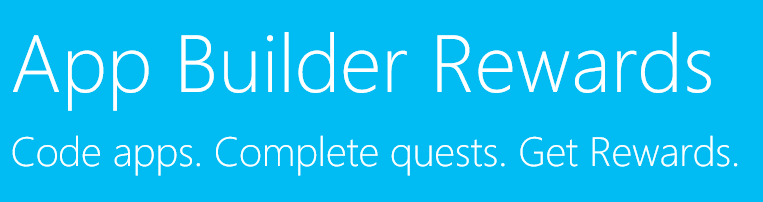 App Builder Rewards
Code apps. Complete quests. Get Rewards.